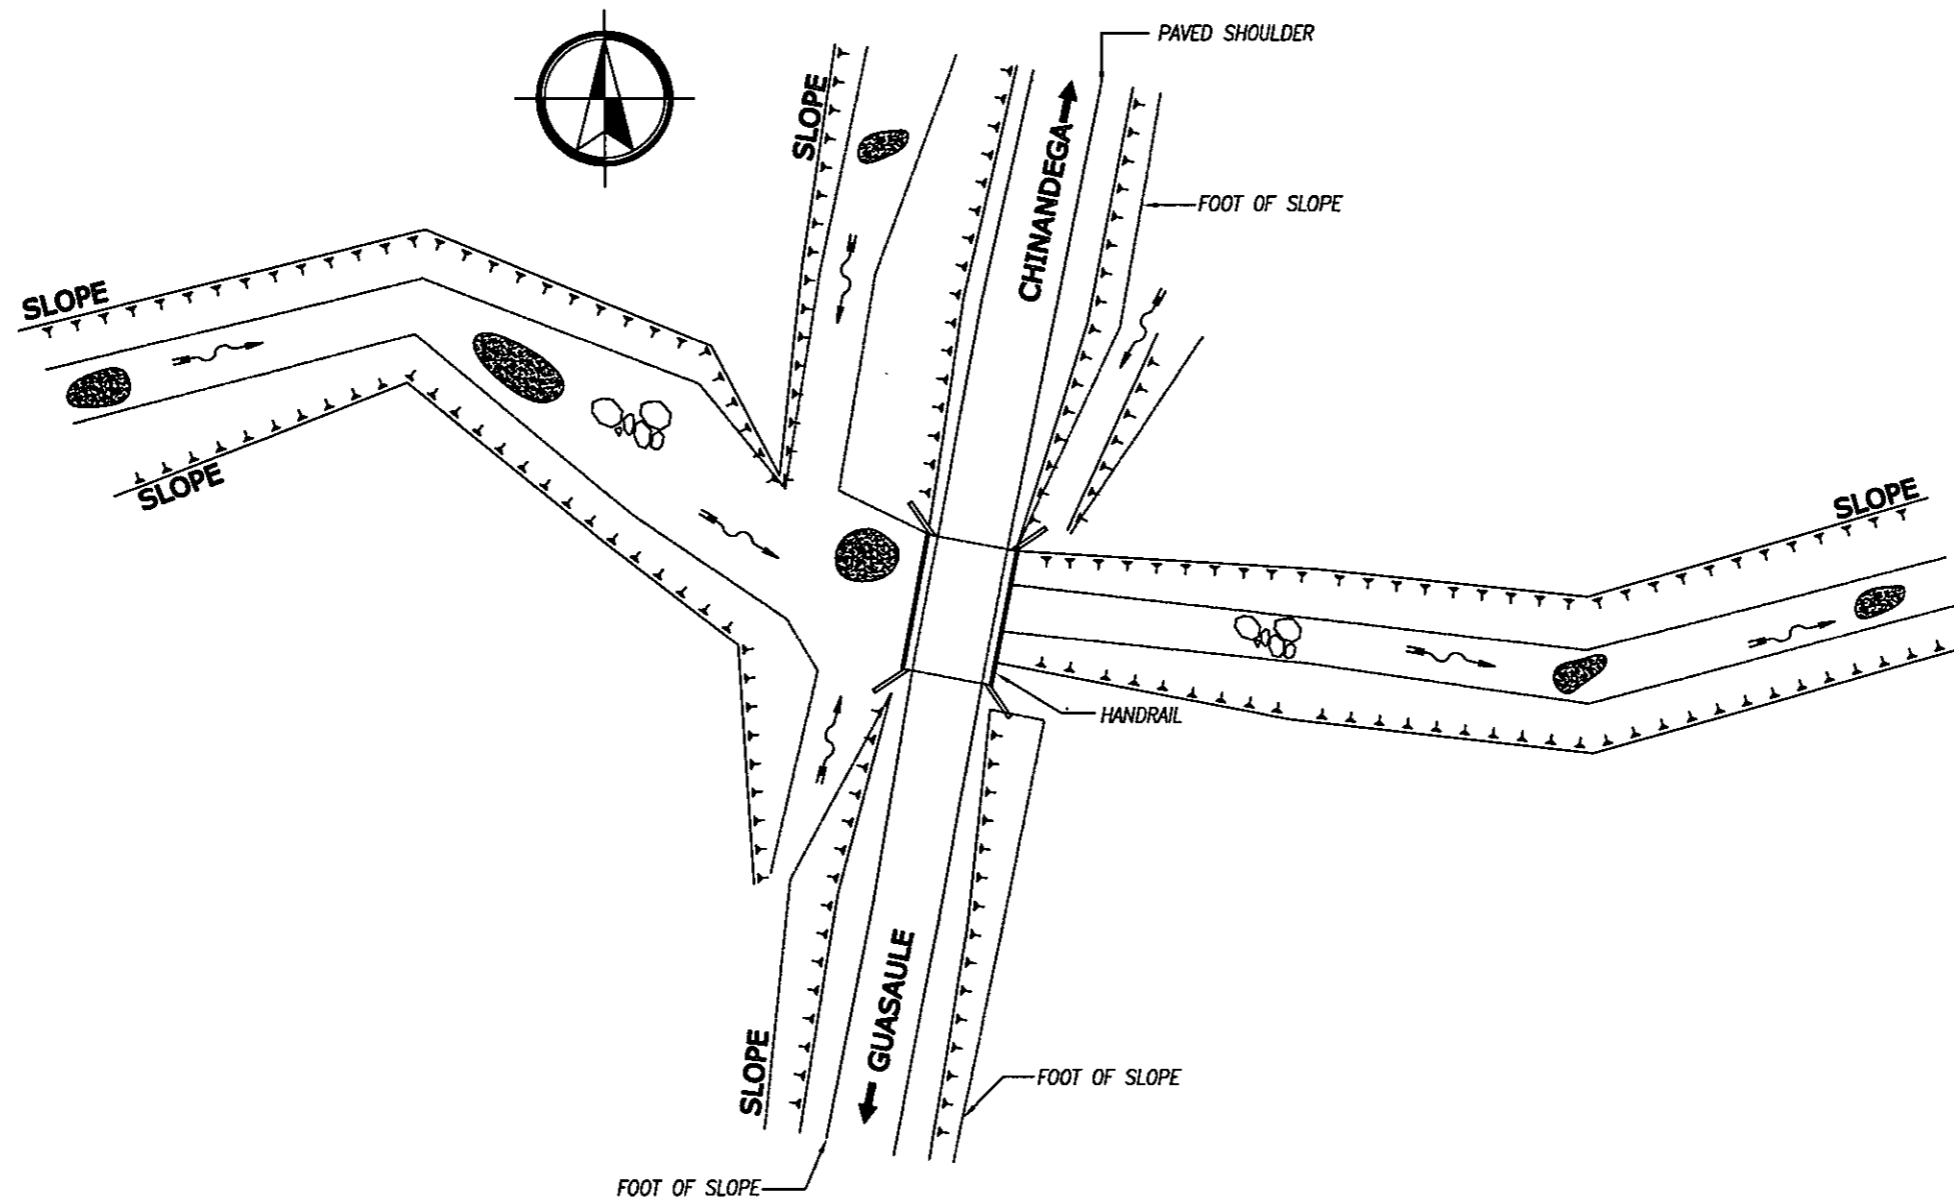 PAVED SHOULDER
SLOPE
CHINANDEGA
FOOT OF SLOPE
SLOPE
SLOPE
SLOPE
HANDRAIL
GUASAULE
SLOPE
FOOT OF SLOPE
FOOT OF SLOPE